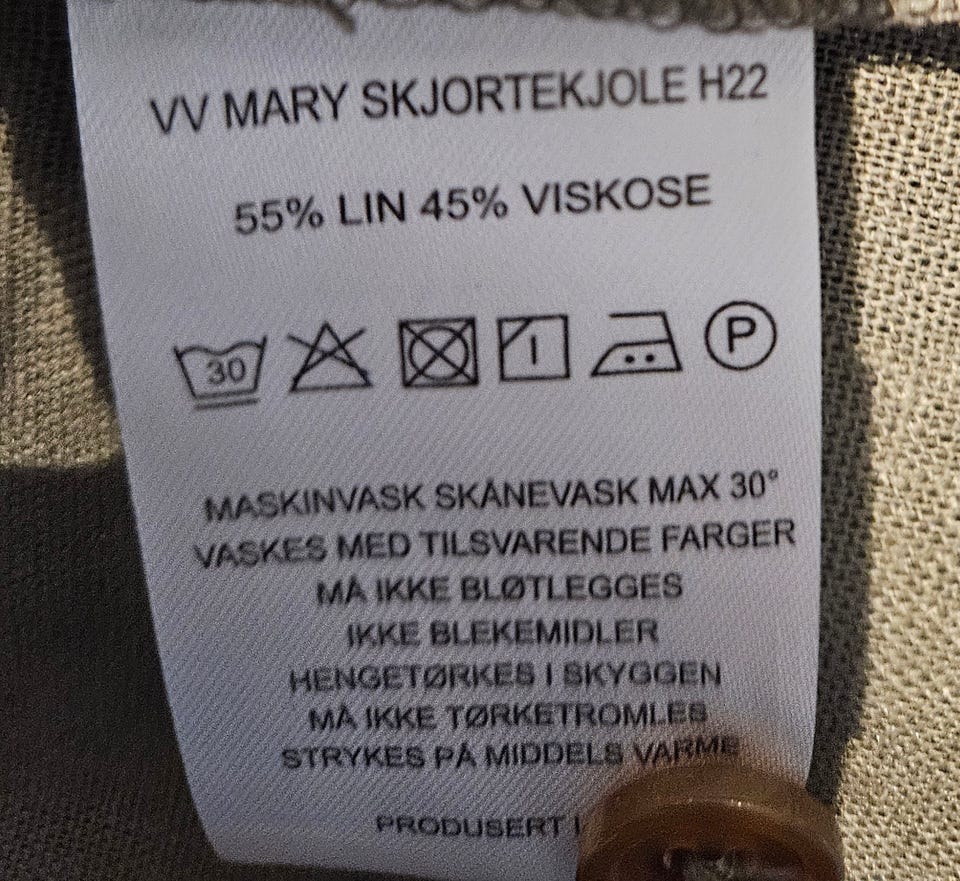 VV MARY SKJORTEKJOLE H22
55% LIN 45% VISKOSE
30 P
MASKINVASK SKÅNEVASK MAX 30°
VASKES MED TILSVARENDE FARGER
MÅ IKKE BLØTLEGGES
IKKE BLEKEMIDLER
HENGETØRKES I SKYGGEN
MÅ IKKE TØRKETROMLES
STRYKES PÅ MIDDELS VARME
PRODUSERT I